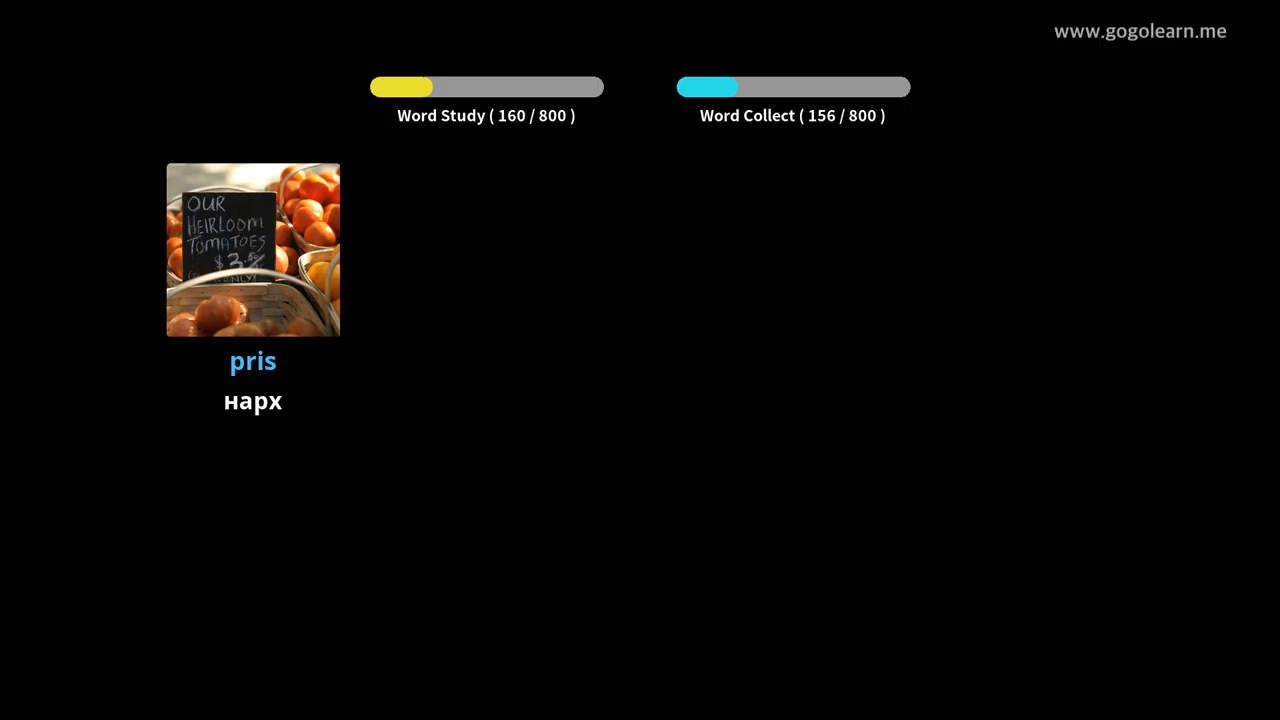 www.gogolearn.me
Word Study ( 160 / 800 )
Word Collect ( 156 / 800 )
OUR
HEIRLOOM
TOMATOES
pris
нарх